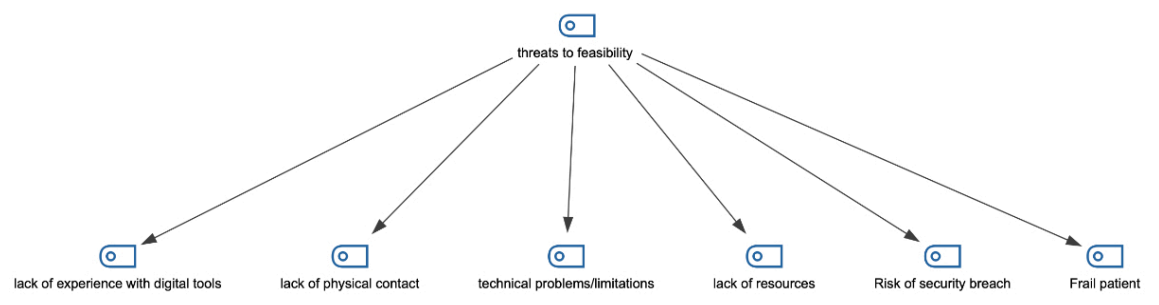 threats to feasibility
lack of experience with digital tools
lack of physical contact
technical problems/limitations
lack of resources
Risk of security breach
Frail patient